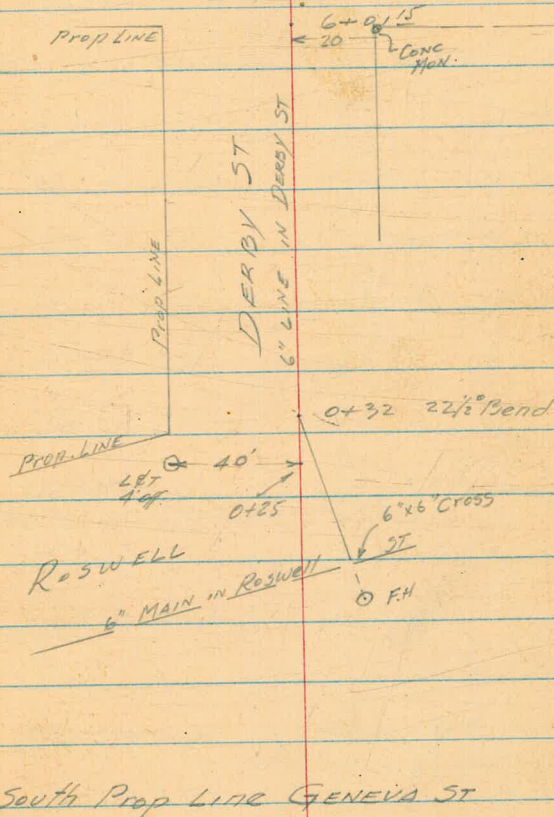 6+01.15
Prop LINE
20
CONC
MON.
DERBY ST
6" LINE IN DERBY ST
Prop LINE
0+32 22½° Bend
Prop. LINE
40'
4' off
0+25
6"x6" Cross
ROSWELL ST
6" MAIN IN Roswell
F.H
South Prop Line GENEVA ST